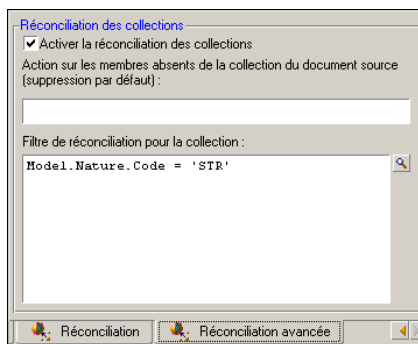 Réconciliation des collections
Activer la réconciliation des collections
Action sur les membres absents de la collection du document source
(suppression par défaut) :
Filtre de réconciliation pour la collection :
Model.Nature.Code = 'STR'
Réconciliation
Réconciliation avancée